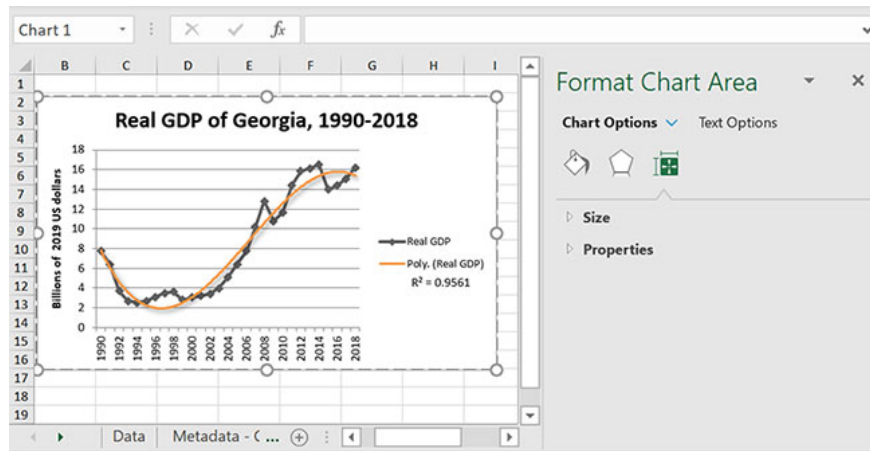 Chart 1
fx
B C D E F G H I
1
2
3
4
5
6
7
8
9
10
11
12
13
14
15
16
17
18
19
Real GDP of Georgia, 1990-2018
Billions of 2019 US dollars
18
16
14
12
10
8
6
4
2
0
1990 1992 1994 1996 1998 2000 2002 2004 2006 2008 2010 2012 2014 2016 2018
Real GDP
Poly. (Real GDP)
R² = 0.9561
Data Metadata - C ...
Format Chart Area
Chart Options Text Options
Size
Properties